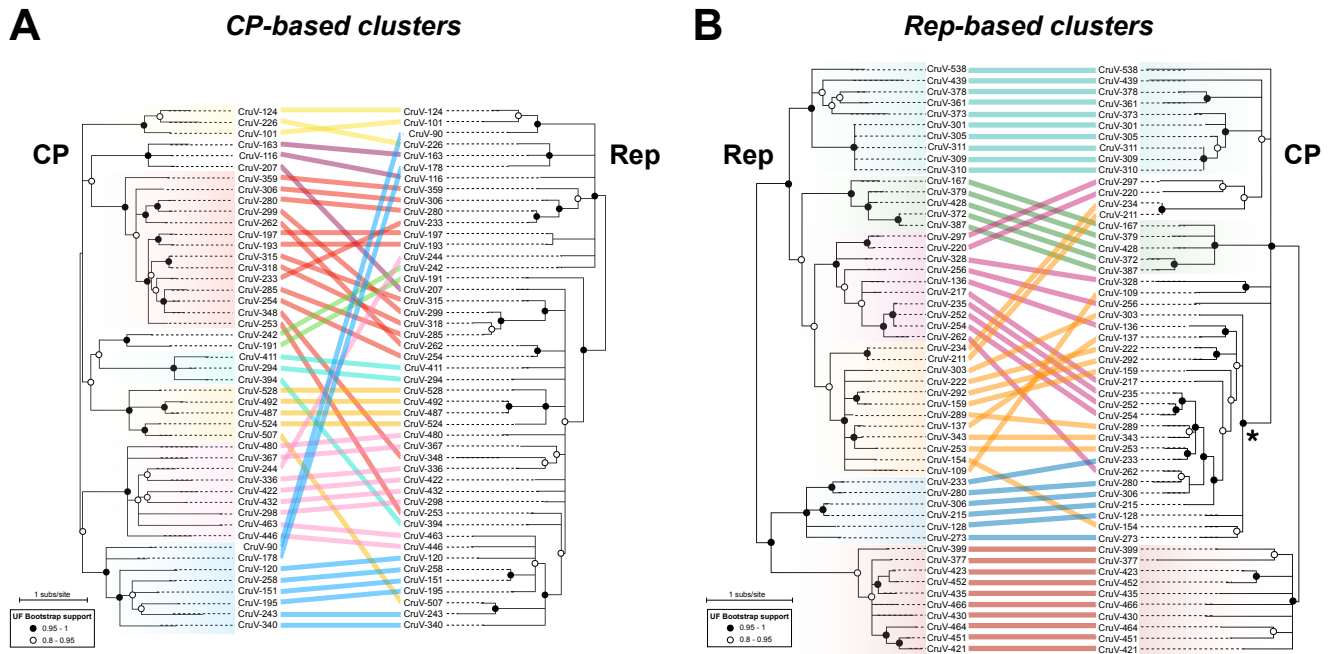 A
CP-based clusters
CP
CruV-124
CruV-226
CruV-101
CruV-163
CruV-116
CruV-207
CruV-359
CruV-306
CruV-280
CruV-299
CruV-262
CruV-197
CruV-193
CruV-315
CruV-318
CruV-233
CruV-285
CruV-254
CruV-348
CruV-253
CruV-242
CruV-191
CruV-411
CruV-294
CruV-394
CruV-528
CruV-492
CruV-487
CruV-524
CruV-507
CruV-480
CruV-367
CruV-244
CruV-336
CruV-422
CruV-432
CruV-298
CruV-463
CruV-446
CruV-90
CruV-178
CruV-120
CruV-258
CruV-151
CruV-195
CruV-243
CruV-340
CruV-124
CruV-101
CruV-90
CruV-226
CruV-163
CruV-178
CruV-116
CruV-359
CruV-306
CruV-280
CruV-233
CruV-197
CruV-193
CruV-244
CruV-242
CruV-191
CruV-207
CruV-315
CruV-299
CruV-318
CruV-285
CruV-262
CruV-254
CruV-411
CruV-294
CruV-528
CruV-492
CruV-487
CruV-524
CruV-480
CruV-367
CruV-348
CruV-336
CruV-422
CruV-432
CruV-298
CruV-253
CruV-394
CruV-463
CruV-446
CruV-120
CruV-258
CruV-151
CruV-195
CruV-507
CruV-243
CruV-340
Rep
1 subs/site
UF Bootstrap support
0.95 - 1
0.8 - 0.95
B
Rep-based clusters
Rep
CruV-538
CruV-439
CruV-378
CruV-361
CruV-373
CruV-301
CruV-305
CruV-311
CruV-309
CruV-310
CruV-167
CruV-379
CruV-428
CruV-372
CruV-387
CruV-297
CruV-220
CruV-328
CruV-256
CruV-136
CruV-217
CruV-235
CruV-252
CruV-254
CruV-262
CruV-234
CruV-211
CruV-303
CruV-222
CruV-292
CruV-159
CruV-289
CruV-137
CruV-343
CruV-253
CruV-154
CruV-109
CruV-233
CruV-280
CruV-306
CruV-215
CruV-128
CruV-273
CruV-399
CruV-377
CruV-423
CruV-452
CruV-435
CruV-466
CruV-430
CruV-464
CruV-451
CruV-421
CruV-538
CruV-439
CruV-378
CruV-361
CruV-373
CruV-301
CruV-305
CruV-311
CruV-309
CruV-310
CruV-297
CruV-220
CruV-234
CruV-211
CruV-167
CruV-379
CruV-428
CruV-372
CruV-387
CruV-328
CruV-109
CruV-256
CruV-303
CruV-136
CruV-137
CruV-222
CruV-292
CruV-159
CruV-217
CruV-235
CruV-252
CruV-254
CruV-289
CruV-343
CruV-253
CruV-233
CruV-262
CruV-280
CruV-306
CruV-215
CruV-128
CruV-154
CruV-273
CruV-399
CruV-377
CruV-423
CruV-452
CruV-435
CruV-466
CruV-430
CruV-464
CruV-451
CruV-421
CP
*
1 subs/site
UF Bootstrap support
0.95 - 1
0.8 - 0.95